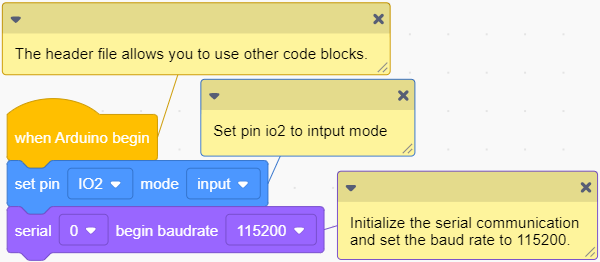 The header file allows you to use other code blocks.
when Arduino begin
Set pin io2 to intput mode
set pin IO2 mode input
serial 0 begin baudrate 115200
Initialize the serial communication
and set the baud rate to 115200.